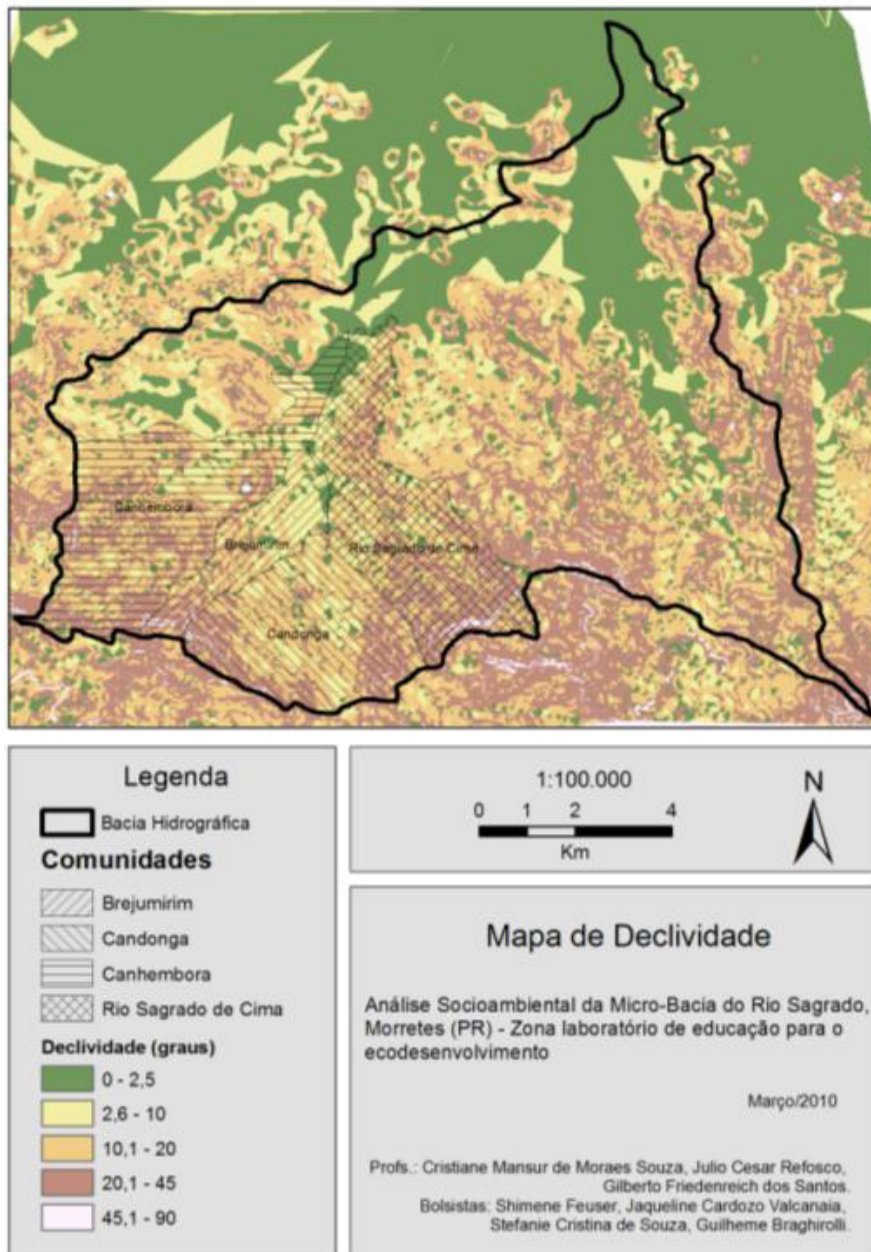 Canhembora
Brejumirim
Rio Sagrado de Cima
Candonga
Legenda
Bacia Hidrográfica
Comunidades
Brejumirim
Candonga
Canhembora
Rio Sagrado de Cima
Declividade (graus)
0 - 2,5
2,6 - 10
10,1 - 20
20,1 - 45
45,1 - 90
1:100.000
0 1 2 4
Km
N
Mapa de Declividade
Análise Socioambiental da Micro-Bacia do Rio Sagrado,
Morretes (PR) - Zona laboratório de educação para o
ecodesenvolvimento
Março/2010
Profs.: Cristiane Mansur de Moraes Souza, Julio Cesar Refosco,
Gilberto Friedenreich dos Santos.
Bolsistas: Shimene Feuser, Jaqueline Cardozo Valcanaia,
Stefanie Cristina de Souza, Guilheme Braghirolli.